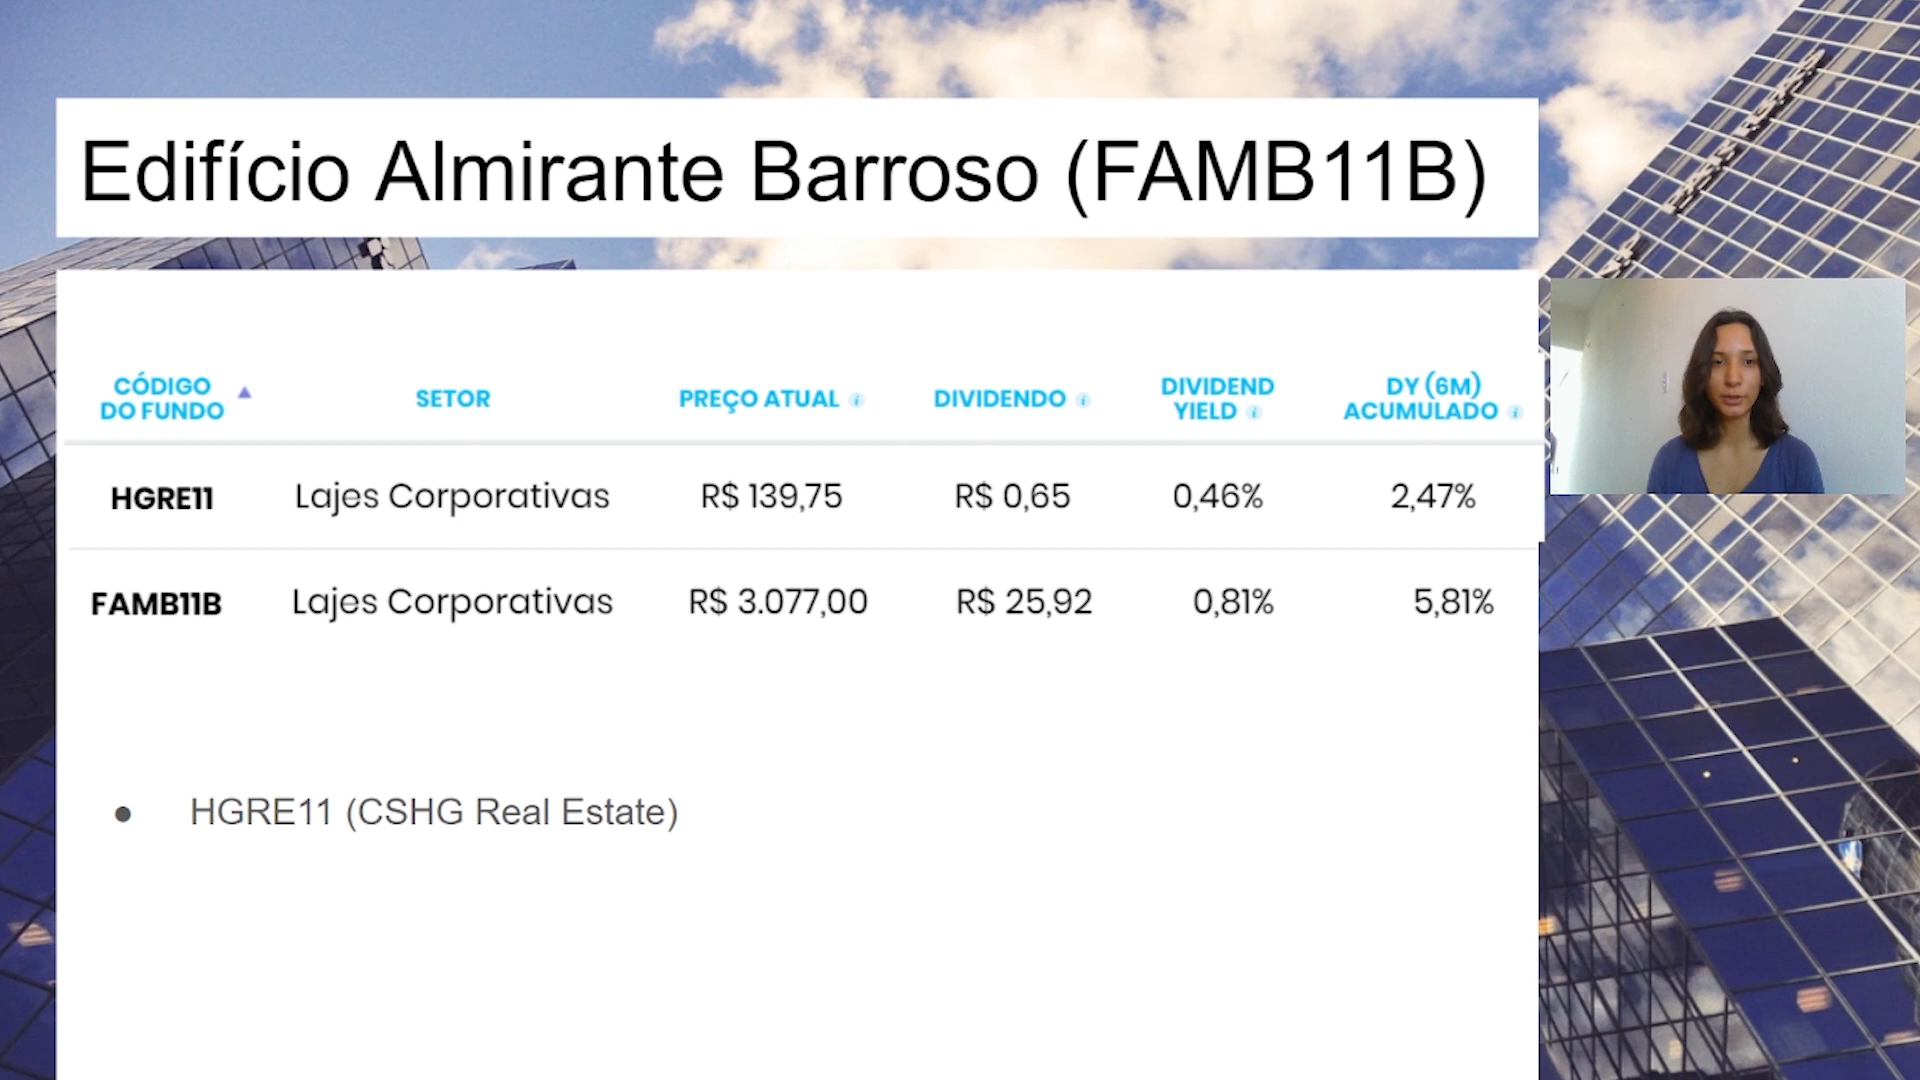 Edifício Almirante Barroso (FAMB11B)
CÓDIGO DO FUNDO SETOR PREÇO ATUAL DIVIDENDO DIVIDEND YIELD DY (6M) ACUMULADO
HGRE11 Lajes Corporativas R$ 139,75 R$ 0,65 0,46% 2,47%
FAMB11B Lajes Corporativas R$ 3.077,00 R$ 25,92 0,81% 5,81%
● HGRE11 (CSHG Real Estate)